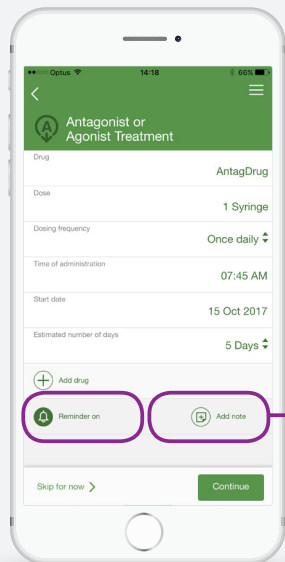 Optus 14:18 66%
Antagonist or
Agonist Treatment
Drug
AntagDrug
Dose
1 Syringe
Dosing frequency
Once daily
Time of administration
07:45 AM
Start date
15 Oct 2017
Estimated number of days
5 Days
Add drug
Reminder on Add note
Skip for now Continue